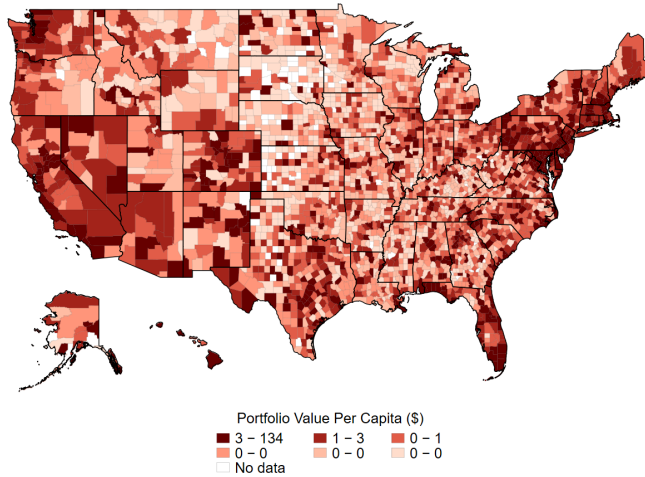 Portfolio Value Per Capita ($)
3 − 134 1 − 3 0 − 1
0 − 0 0 − 0 0 − 0
No data